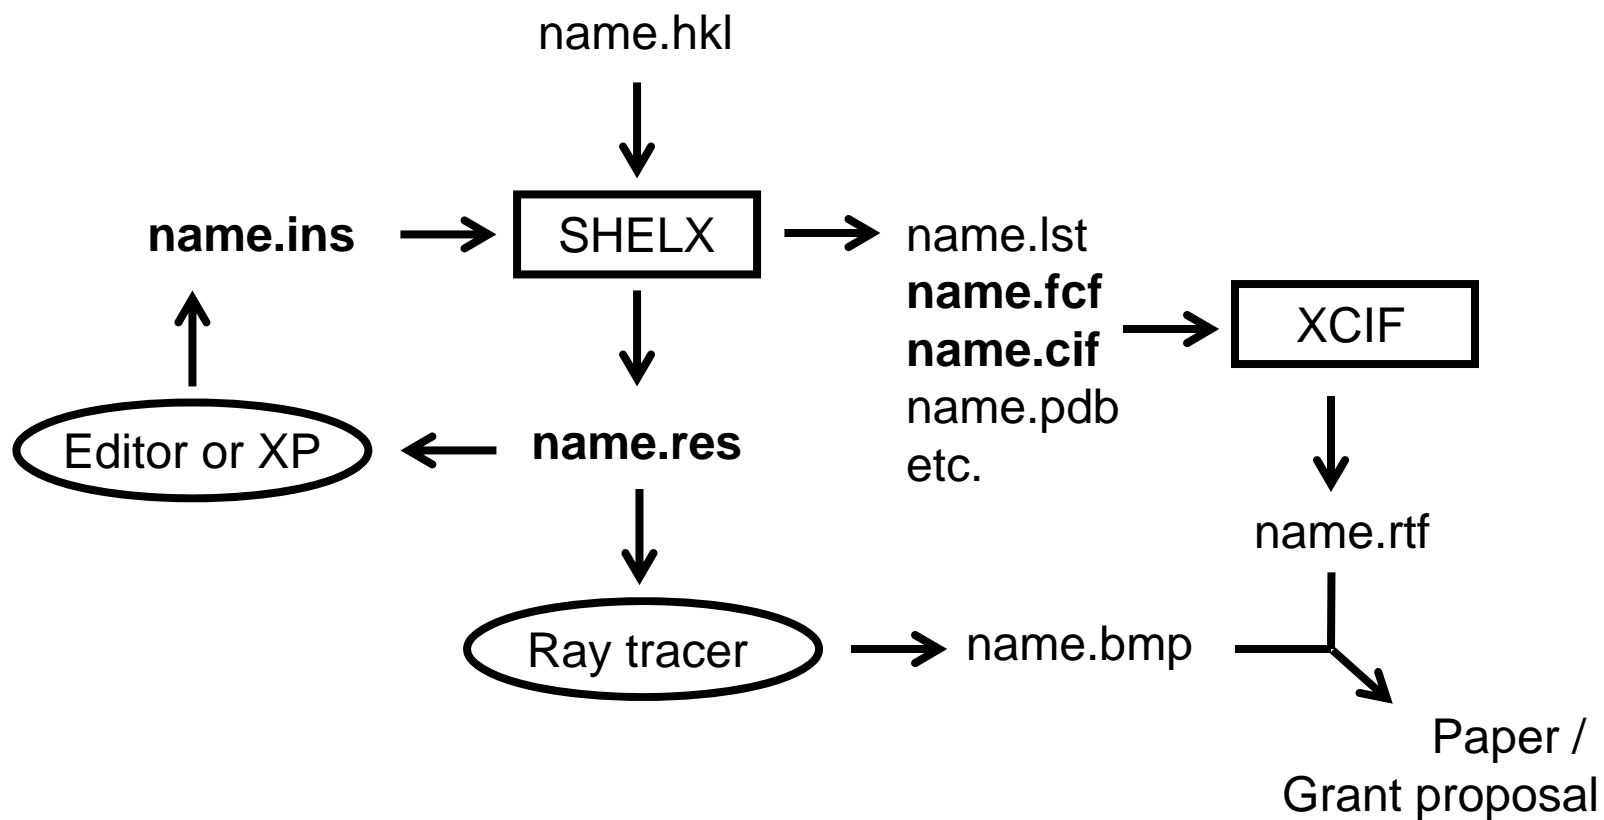 name.hkl
name.ins
SHELX
name.lst
name.fcf
name.cif
name.pdb
etc.
XCIF
Editor or XP
name.res
name.rtf
Ray tracer
name.bmp
Paper /
Grant proposal